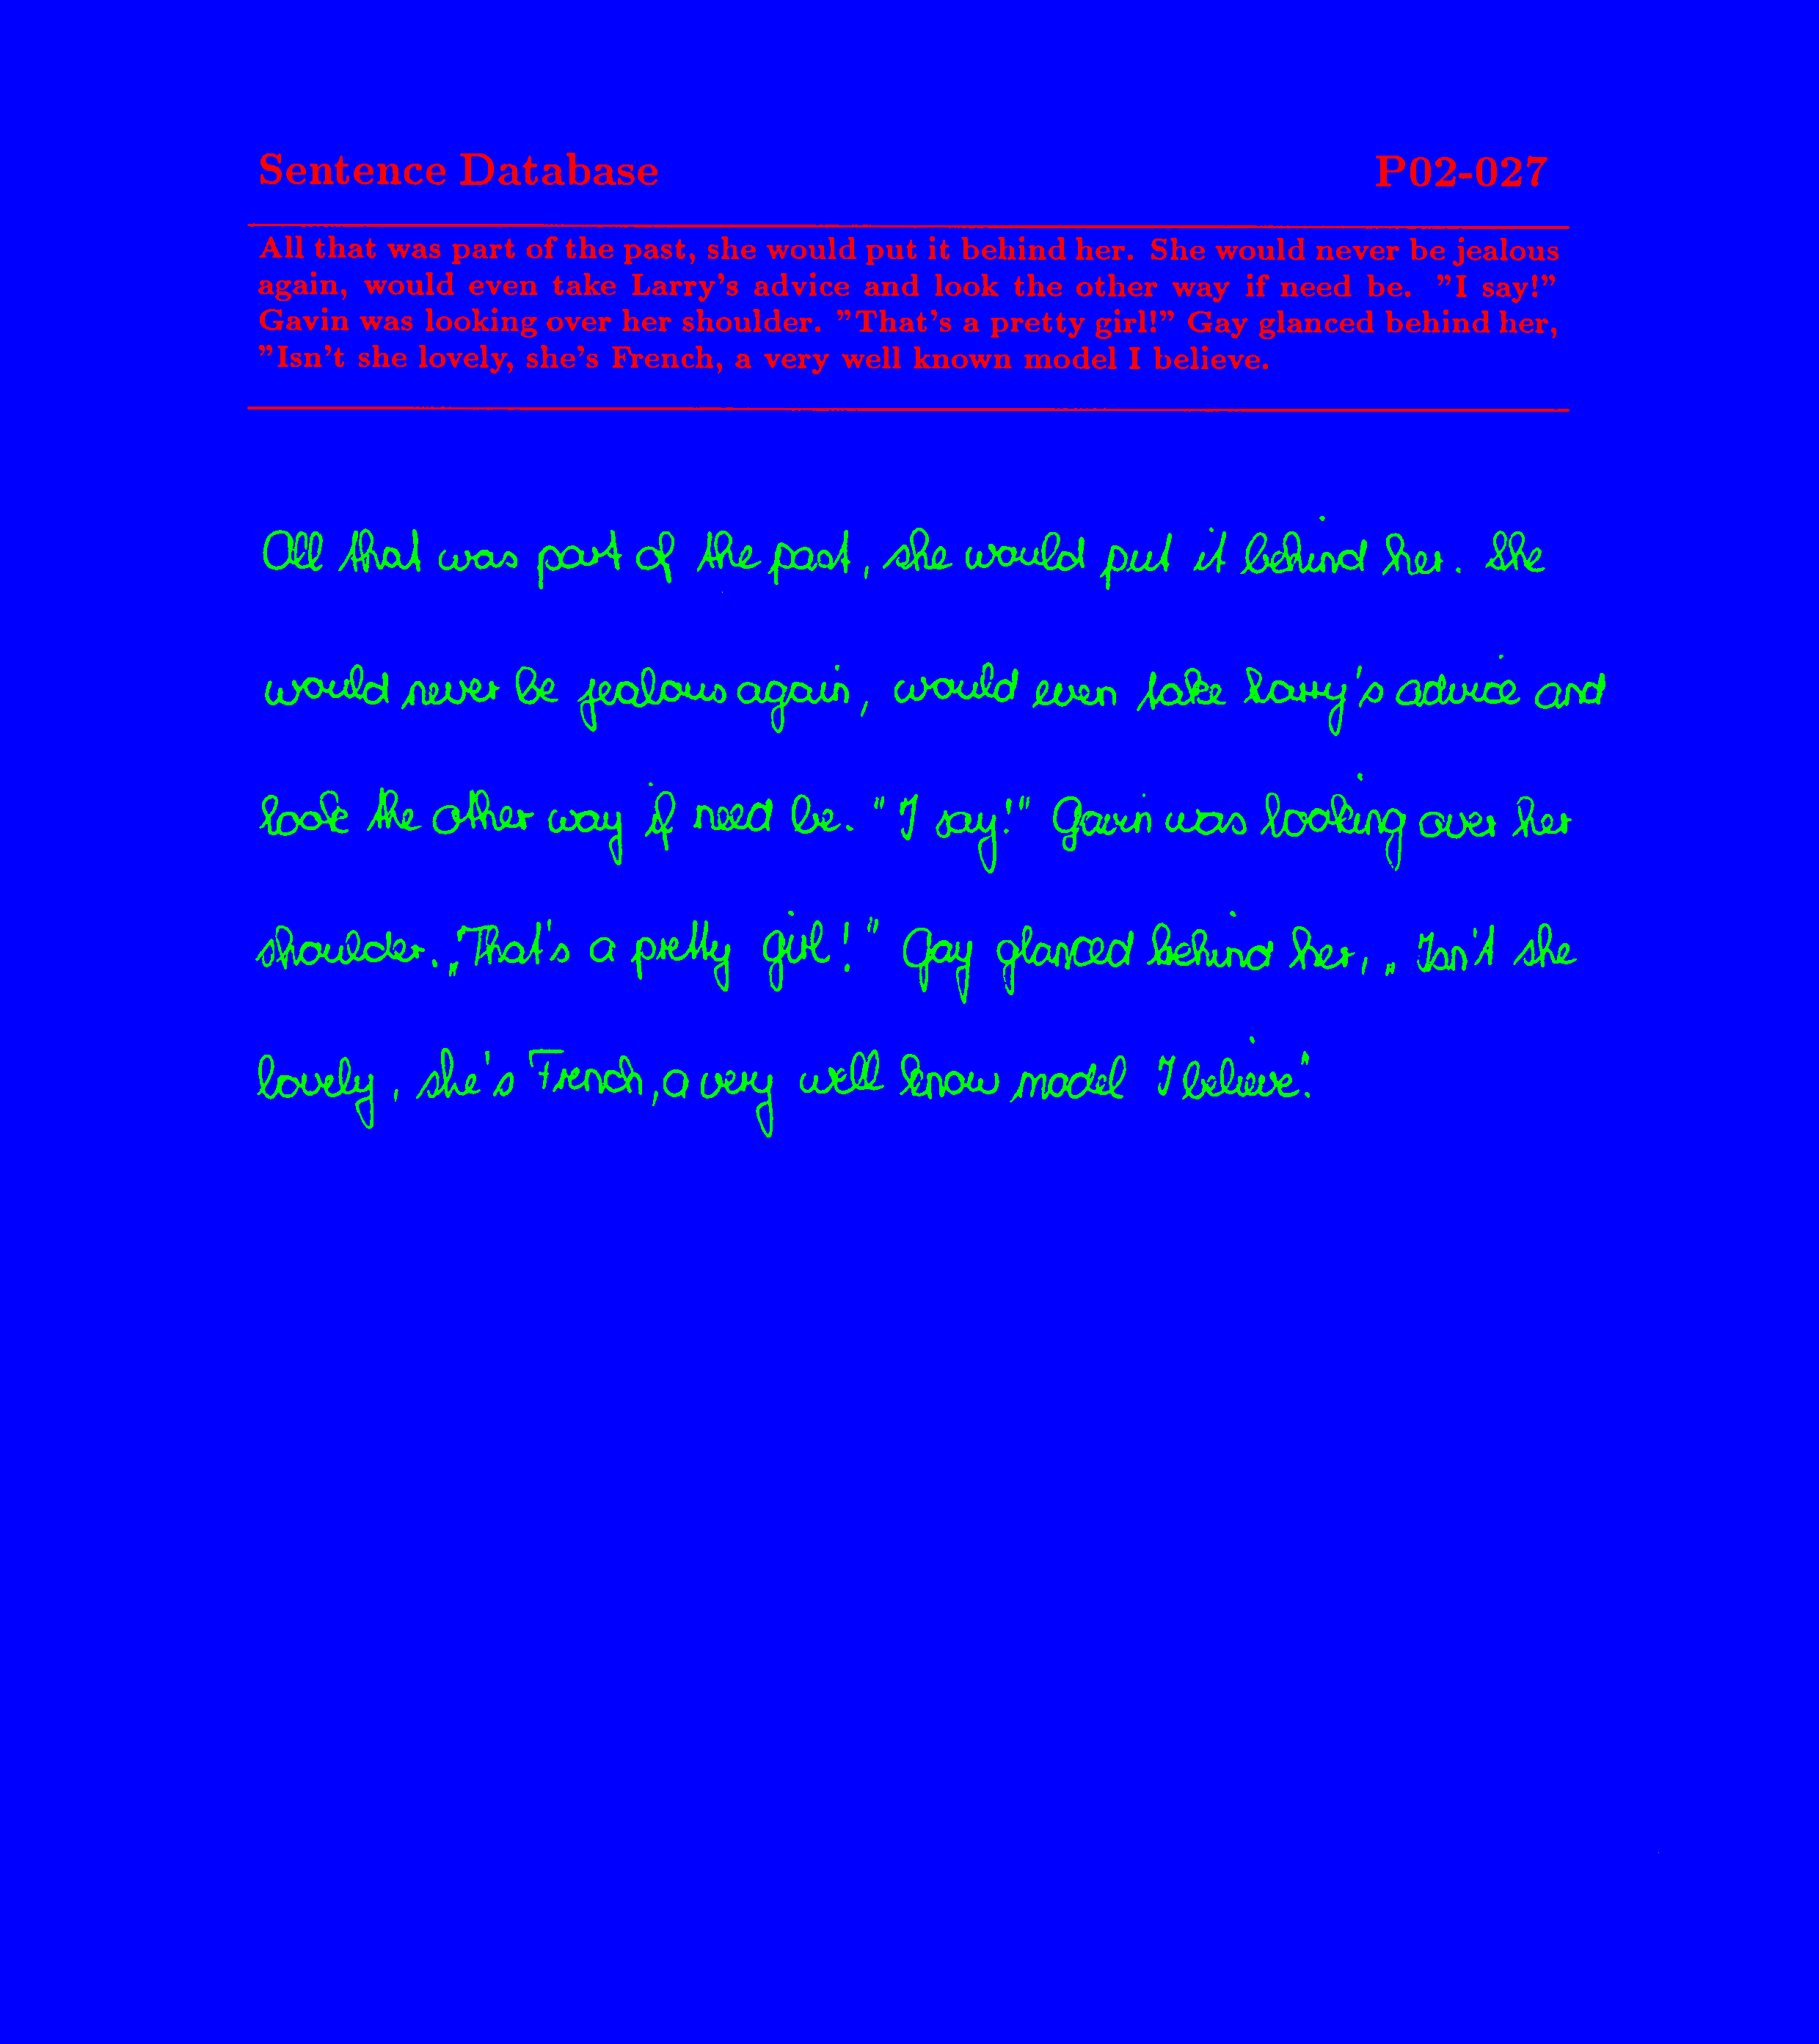 Sentence Database P02-027
All that was part of the past, she would put it behind her. She would never be jealous
again, would even take Larry's advice and look the other way if need be. "I say!"
Gavin was looking over her shoulder. "That's a pretty girl!" Gay glanced behind her,
"Isn't she lovely, she's French, a very well known model I believe.
All that was part of the past, she would put it behind her. She
would never be jealous again, would even take Larry's advice and
look the other way if need be. "I say!" Gavin was looking over her
shoulder. „That's a pretty girl!" Gay glanced behind her, „Isn't she
lovely, she's French, a very well know model I believe".